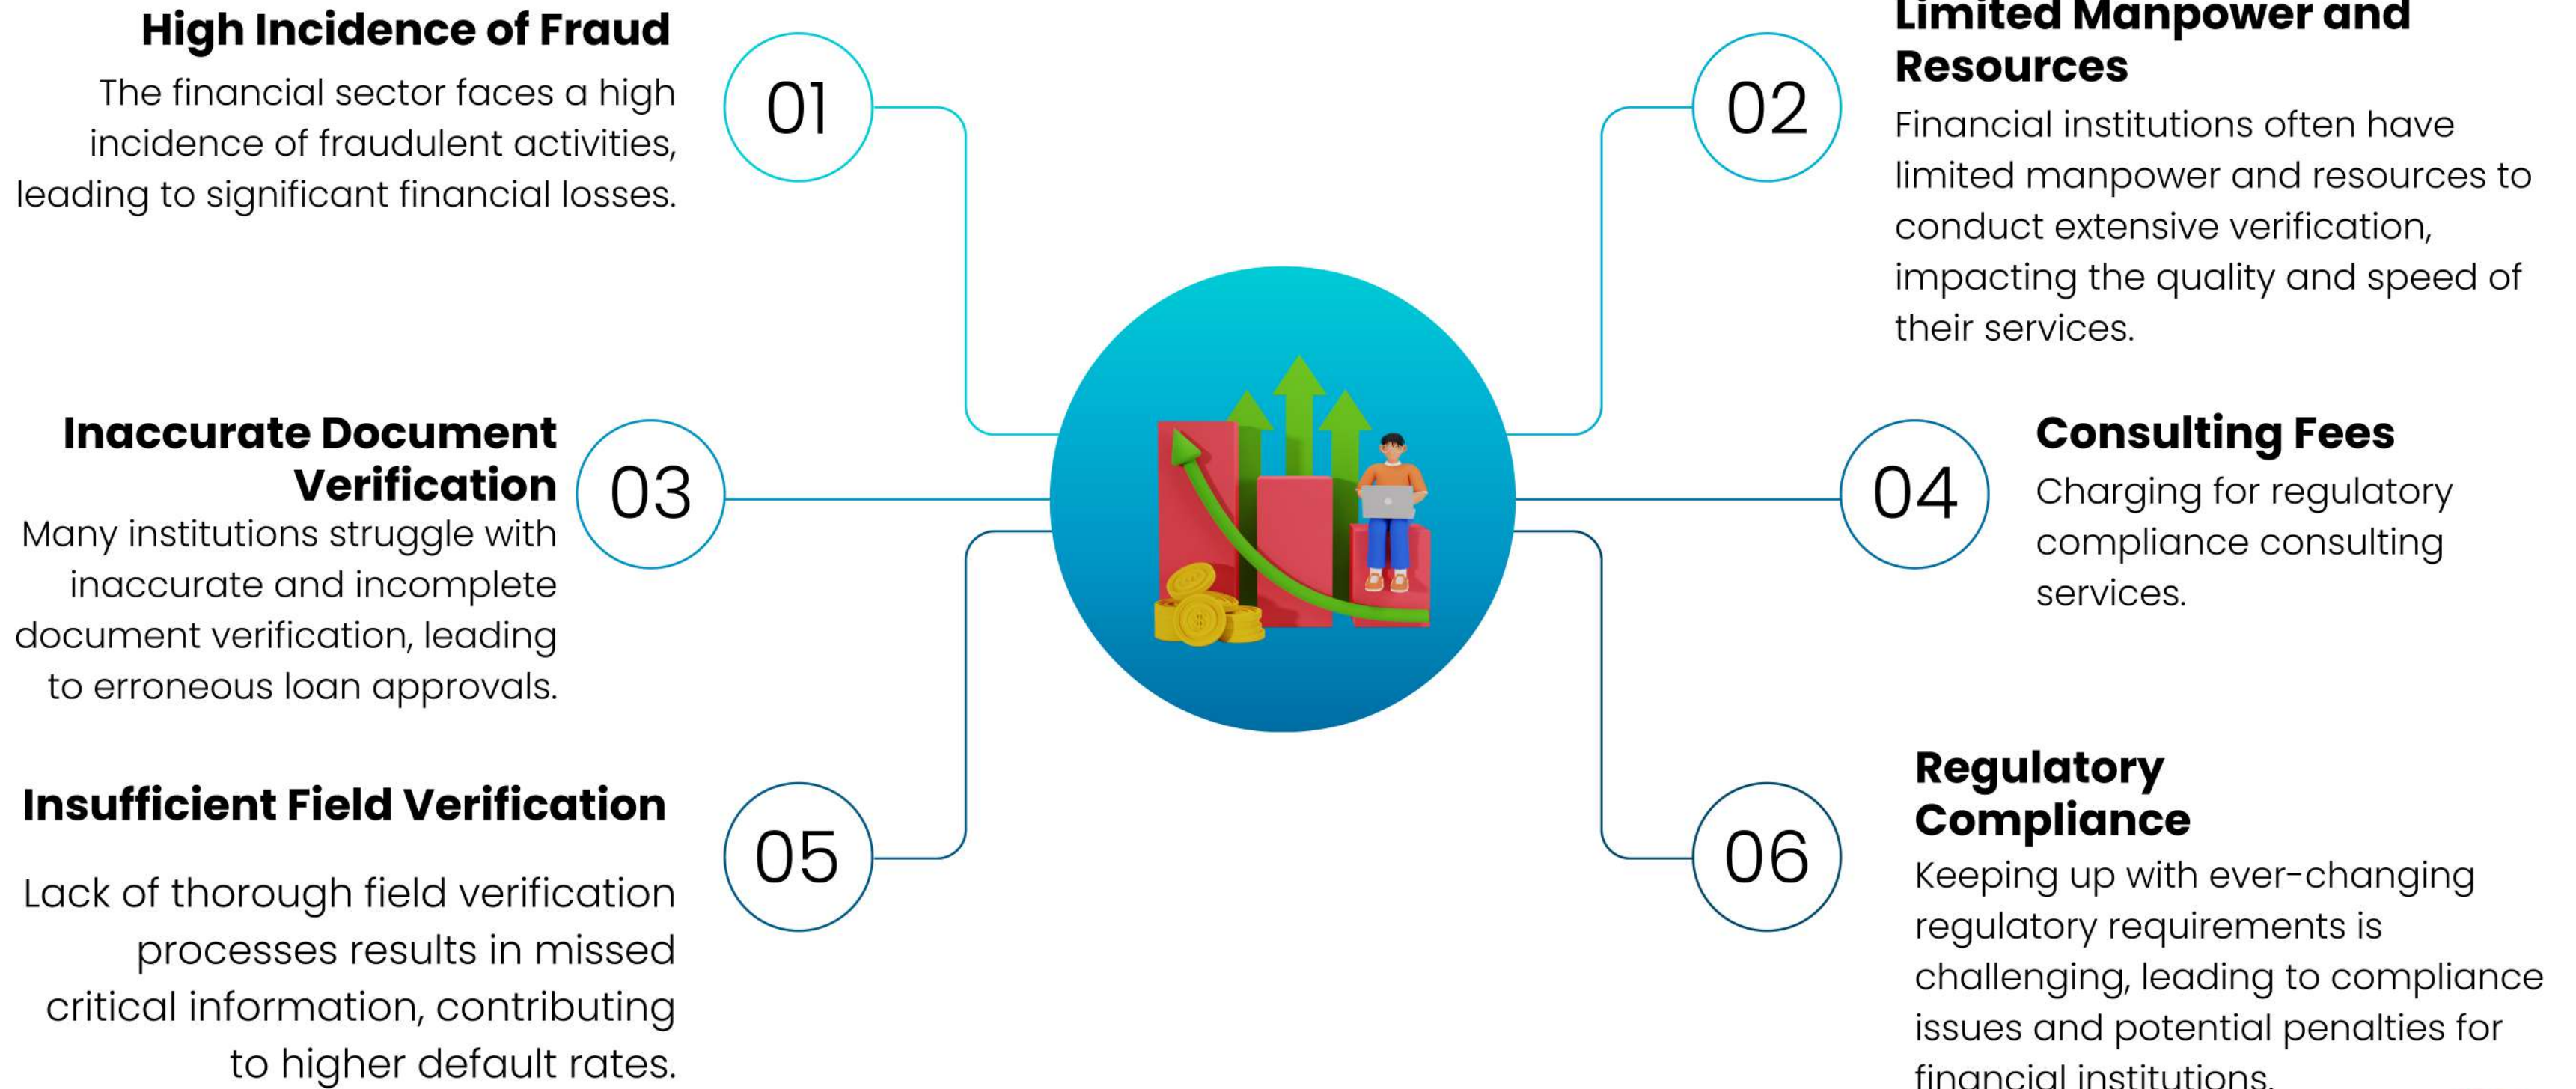 High Incidence of Fraud
The financial sector faces a high
incidence of fraudulent activities,
leading to significant financial losses.
01
02
Limited Manpower and
Resources
Financial institutions often have
limited manpower and resources to
conduct extensive verification,
impacting the quality and speed of
their services.
Inaccurate Document
Verification
Many institutions struggle with
inaccurate and incomplete
document verification, leading
to erroneous loan approvals.
03
04
Consulting Fees
Charging for regulatory
compliance consulting
services.
Insufficient Field Verification
Lack of thorough field verification
processes results in missed
critical information, contributing
to higher default rates.
05
06
Regulatory
Compliance
Keeping up with ever-changing
regulatory requirements is
challenging, leading to compliance
issues and potential penalties for
financial institutions.